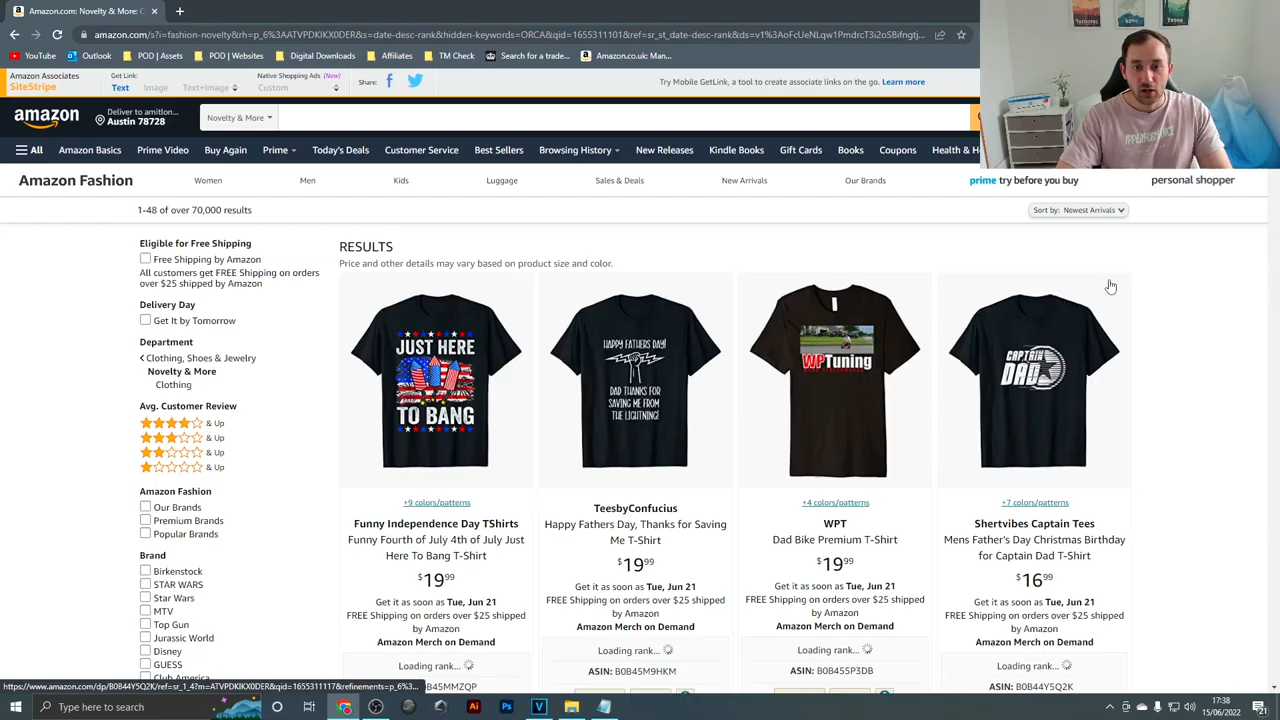 Amazon.com : - Novelty & More
amazon.com/s?i=fashion-novelty&rh=p_6%3AATVPDKIKX0DER&s=date-desc-rank&hidden-keywords=ORCA&qid=1655311101&ref=sr_st_date-desc-rank&ds=v1%3AoFcUeNLqw1PmdrcT3i2oSBifngtj...
YouTube Outlook POD | Assets POD | Websites Digital Downloads Affiliates TM Check Search for a trade... Amazon.co.uk: Man...
Amazon Associates Get Link: Native Shopping Ads (New) Share: Try Mobile GetLink, a tool to create associate links on the go. Learn more
SiteStripe Text Image Text+Image Custom
amazon Deliver to amitlon... Novelty & More
Austin 78728
All Amazon Basics Prime Video Buy Again Prime Today's Deals Customer Service Best Sellers Browsing History New Releases Kindle Books Gift Cards Books Coupons Health & H
Amazon Fashion Women Men Kids Luggage Sales & Deals New Arrivals Our Brands prime try before you buy personal shopper
1-48 of over 70,000 results Sort by: Newest Arrivals
Eligible for Free Shipping
Free Shipping by Amazon
All customers get FREE Shipping on orders
over $25 shipped by Amazon
Delivery Day
Get It by Tomorrow
Department
Clothing, Shoes & Jewelry
Novelty & More
Clothing
Avg. Customer Review
& Up
& Up
& Up
& Up
Amazon Fashion
Our Brands
Premium Brands
Popular Brands
Brand
Birkenstock
STAR WARS
Star Wars
MTV
Top Gun
Jurassic World
Disney
GUESS
RESULTS
Price and other details may vary based on product size and color.
JUST HERE
TO BANG
+9 colors/patterns
Funny Independence Day TShirts
Funny Fourth of July 4th of July Just
Here To Bang T-Shirt
$19.99
Get it as soon as Tue, Jun 21
FREE Shipping on orders over $25 shipped
by Amazon
Amazon Merch on Demand
Loading rank...
B45MMZQP
HAPPY FATHERS DAY!
DAD THANKS FOR
SAVING ME FROM
THE LIGHTNING!
TeesbyConfucius
Happy Fathers Day, Thanks for Saving
Me T-Shirt
$19.99
Get it as soon as Tue, Jun 21
FREE Shipping on orders over $25 shipped
by Amazon
Amazon Merch on Demand
Loading rank...
ASIN: B0B45M9HKM
WPTuning
+4 colors/patterns
WPT
Dad Bike Premium T-Shirt
$19.99
Get it as soon as Tue, Jun 21
FREE Shipping on orders over $25 shipped
by Amazon
Amazon Merch on Demand
Loading rank...
ASIN: B0B455P3DB
CAPTAIN
DAD
+7 colors/patterns
Shertvibes Captain Tees
Mens Father's Day Christmas Birthday
for Captain Dad T-Shirt
$16.99
Get it as soon as Tue, Jun 21
FREE Shipping on orders over $25 shipped
by Amazon
Amazon Merch on Demand
Loading rank...
ASIN: B0B44Y5Q2K
https://www.amazon.com/dp/B0B44Y5Q2K/ref=sr_1_4?m=ATVPDKIKX0DER&qid=1655311117&refinements=p_6%3...
Type here to search
17:38
15/06/2022